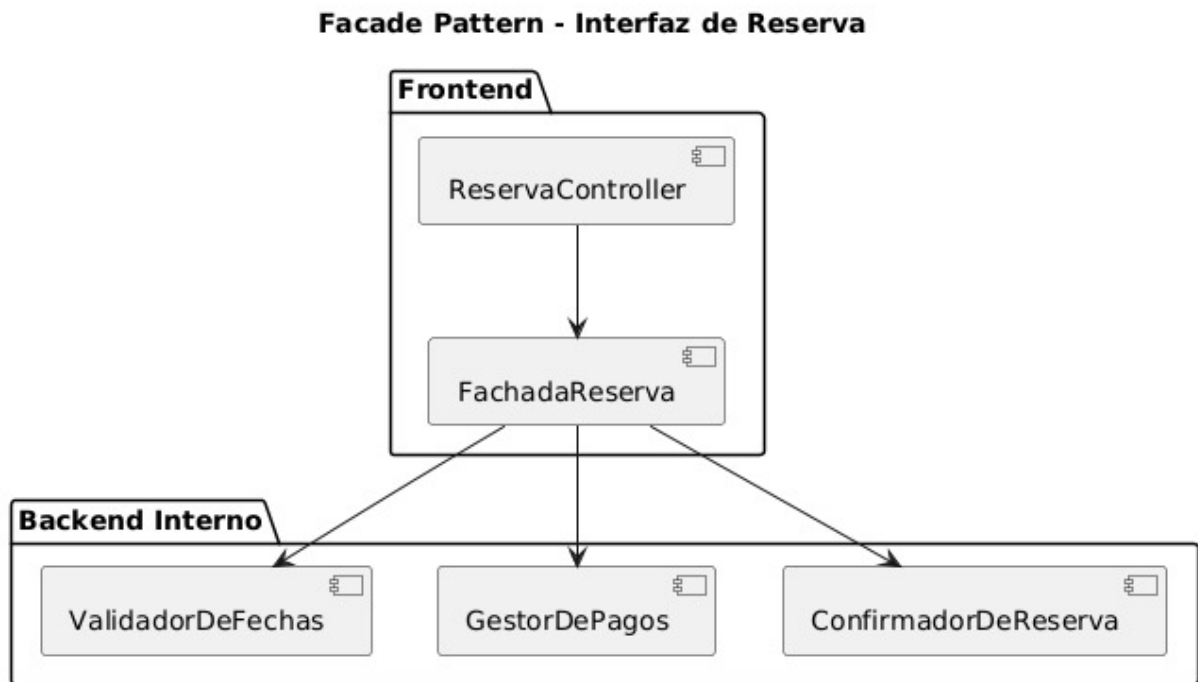 Facade Pattern - Interfaz de Reserva
Frontend
ReservaController
FachadaReserva
Backend Interno
ValidadorDeFechas
GestorDePagos
ConfirmadorDeReserva